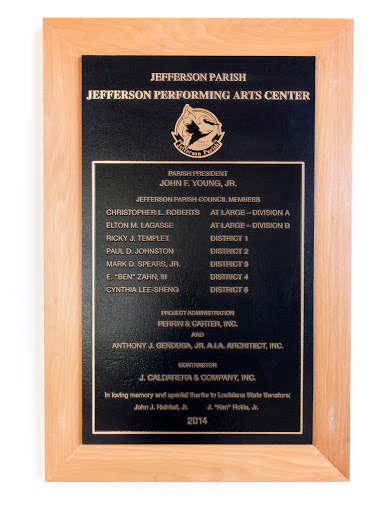 JEFFERSON PARISH
JEFFERSON PERFORMING ARTS CENTER
Jefferson Parish
PARISH PRESIDENT
JOHN F. YOUNG, JR.
JEFFERSON PARISH COUNCIL MEMBERS
CHRISTOPHER L. ROBERTS AT LARGE – DIVISION A
ELTON M. LAGASSE AT LARGE – DIVISION B
RICKY J. TEMPLET DISTRICT 1
PAUL D. JOHNSTON DISTRICT 2
MARK D. SPEARS, JR. DISTRICT 3
E. "BEN" ZAHN, III DISTRICT 4
CYNTHIA LEE-SHENG DISTRICT 5
PROJECT ADMINISTRATION
PERRIN & CARTER, INC.
AND
ANTHONY J. GENDUSA, JR. A.I.A. ARCHITECT, INC.
CONTRACTOR
J. CALDARERA & COMPANY, INC.
In loving memory and special thanks to Louisiana State Senators:
John J. Hainkel, Jr. J. "Ken" Hollis, Jr.
2014